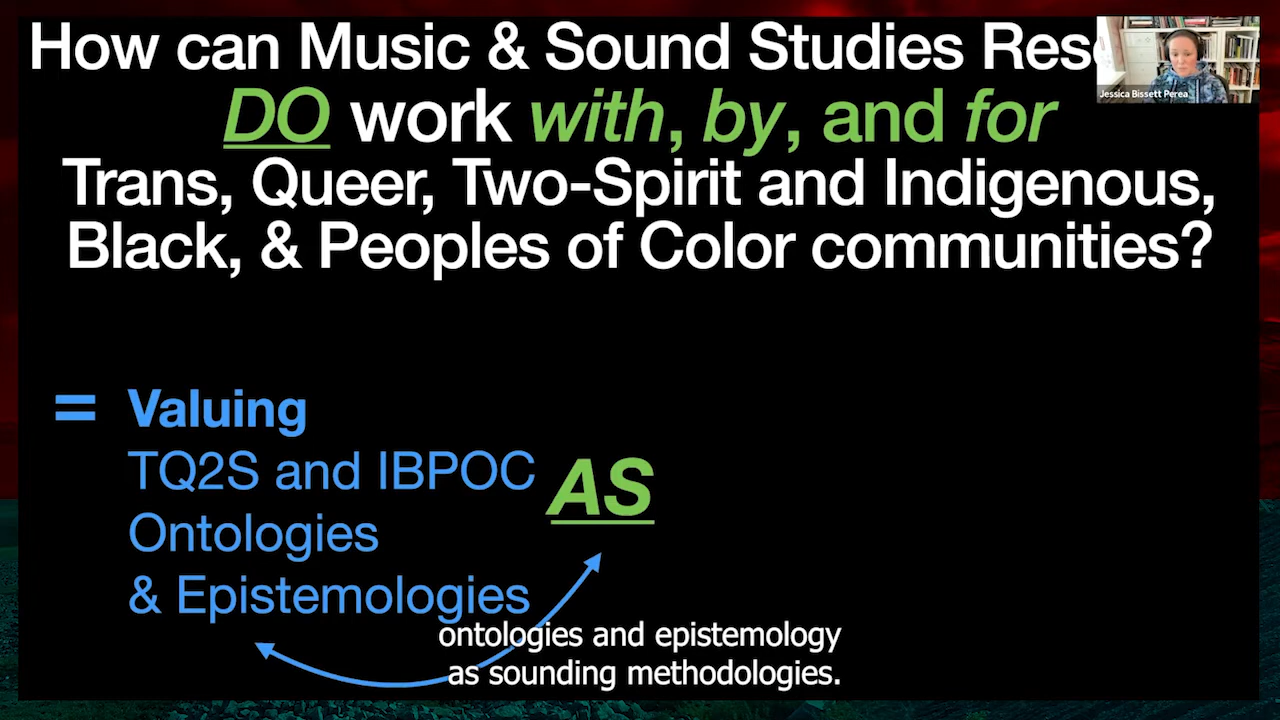 How can Music & Sound Studies
DO work with, by, and for
Trans, Queer, Two-Spirit and Indigenous,
Black, & Peoples of Color communities?
Jessica Bissett Perea
= Valuing
TQ2S and IBPOC
Ontologies
& Epistemologies
AS
ontologies and epistemology
as sounding methodologies.